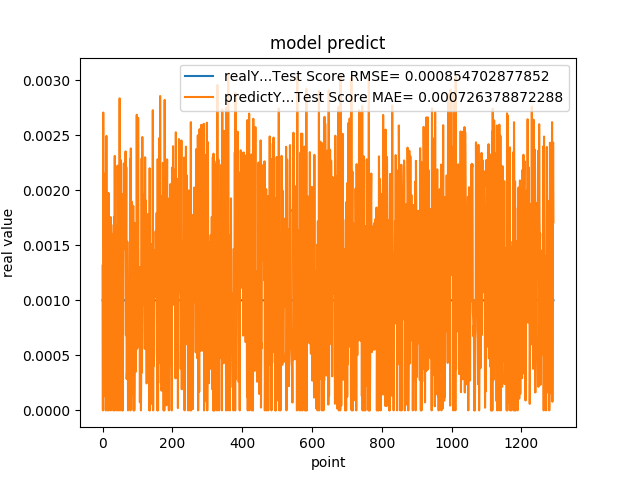 model predict
realY...Test Score RMSE= 0.000854702877852
predictY...Test Score MAE= 0.000726378872288
0.0030
0.0025
0.0020
0.0015
0.0010
0.0005
0.0000
real value
0 200 400 600 800 1000 1200
point